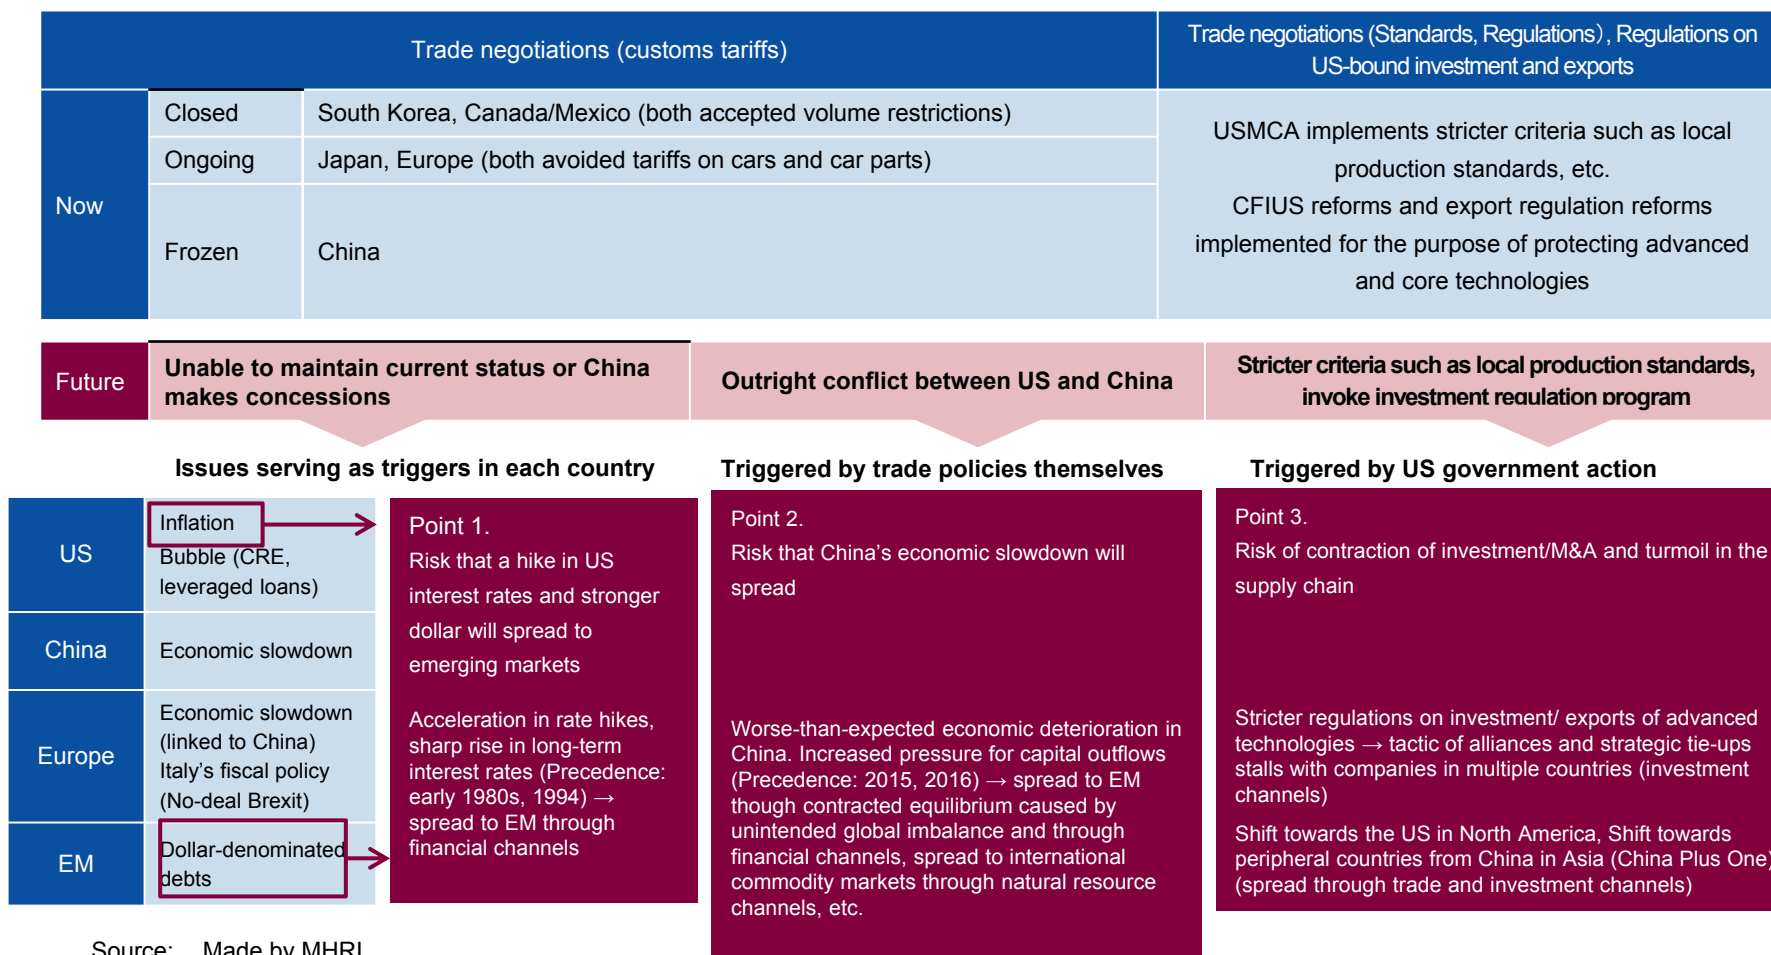 Trade negotiations (customs tariffs)
Trade negotiations (Standards, Regulations), Regulations on
US-bound investment and exports
Now
Closed
South Korea, Canada/Mexico (both accepted volume restrictions)
Ongoing
Japan, Europe (both avoided tariffs on cars and car parts)
Frozen
China
USMCA implements stricter criteria such as local
production standards, etc.
CFIUS reforms and export regulation reforms
implemented for the purpose of protecting advanced
and core technologies
Future
Unable to maintain current status or China
makes concessions
Outright conflict between US and China
Stricter criteria such as local production standards,
invoke investment regulation program
Issues serving as triggers in each country
Triggered by trade policies themselves
Triggered by US government action
US
Inflation
Bubble (CRE,
leveraged loans)
China
Economic slowdown
Europe
Economic slowdown
(linked to China)
Italy's fiscal policy
(No-deal Brexit)
EM
Dollar-denominated
debts
Point 1.
Risk that a hike in US
interest rates and stronger
dollar will spread to
emerging markets
Acceleration in rate hikes,
sharp rise in long-term
interest rates (Precedence:
early 1980s, 1994) →
spread to EM through
financial channels
Point 2.
Risk that China's economic slowdown will
spread
Worse-than-expected economic deterioration in
China. Increased pressure for capital outflows
(Precedence: 2015, 2016) → spread to EM
though contracted equilibrium caused by
unintended global imbalance and through
financial channels, spread to international
commodity markets through natural resource
channels, etc.
Point 3.
Risk of contraction of investment/M&A and turmoil in the
supply chain
Stricter regulations on investment/ exports of advanced
technologies → tactic of alliances and strategic tie-ups
stalls with companies in multiple countries (investment
channels)
Shift towards the US in North America, Shift towards
peripheral countries from China in Asia (China Plus One)
(spread through trade and investment channels)
Source: Made by MHRI